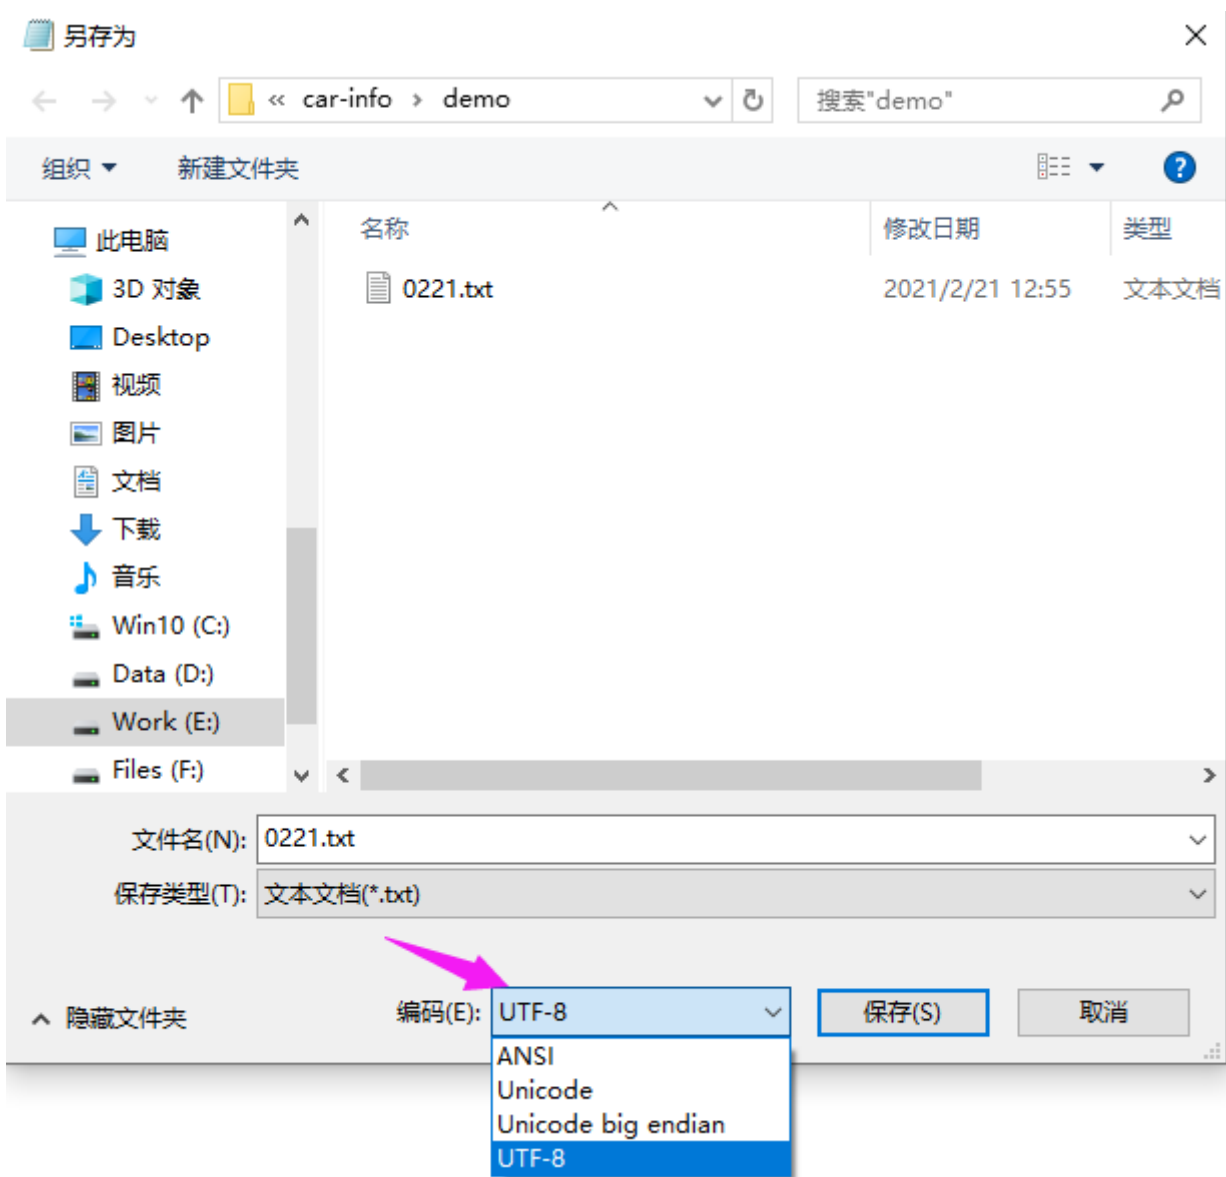 另存为
« car-info › demo
搜索"demo"
组织
新建文件夹
?
名称
修改日期
类型
此电脑
3D 对象
Desktop
视频
图片
文档
下载
音乐
Win10 (C:)
Data (D:)
Work (E:)
Files (F:)
0221.txt
2021/2/21 12:55
文本文档
文件名(N): 0221.txt
保存类型(T): 文本文档(*.txt)
隐藏文件夹
编码(E): UTF-8
保存(S)
取消
ANSI
Unicode
Unicode big endian
UTF-8